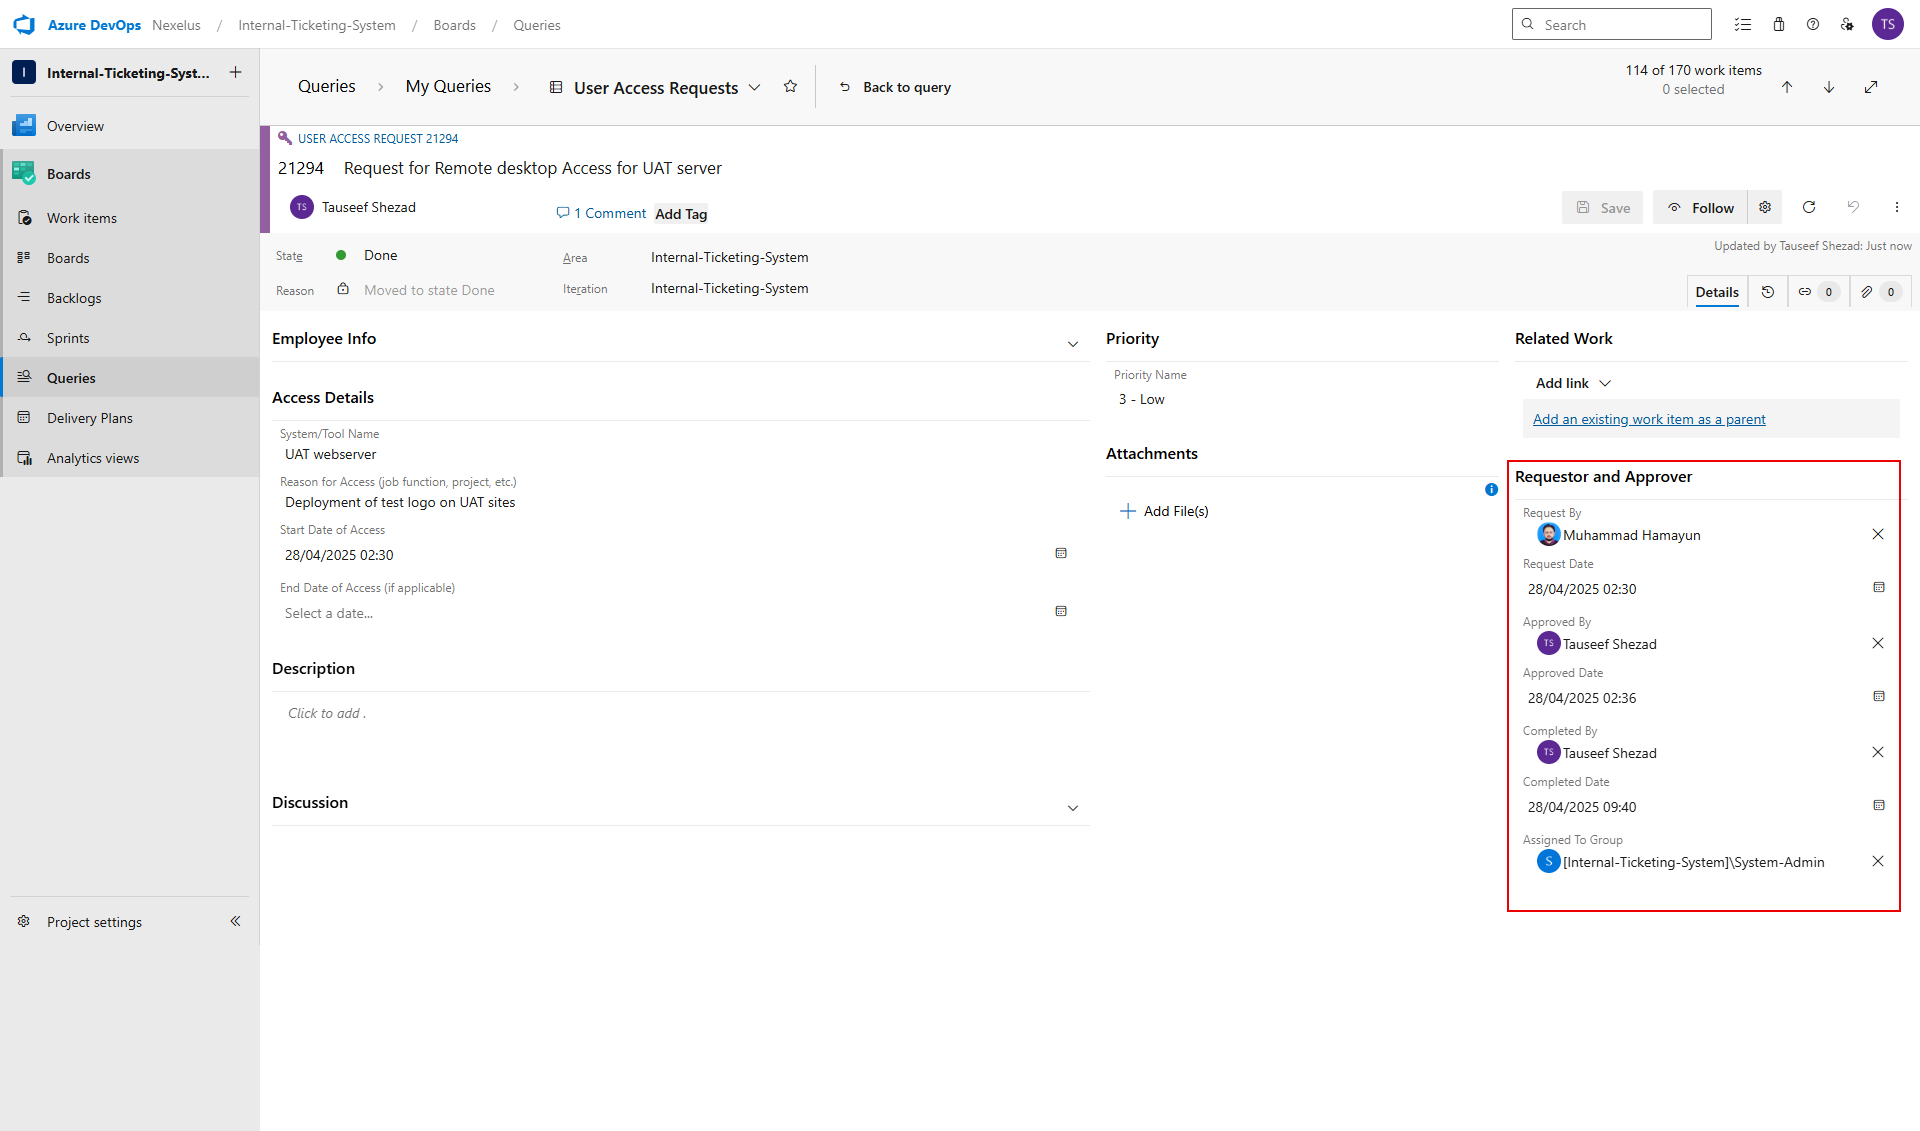 Azure DevOps Nexelus / Internal-Ticketing-System / Boards / Queries
Search
TS
I Internal-Ticketing-Syst...
Overview
Boards
Work items
Boards
Backlogs
Sprints
Queries
Delivery Plans
Analytics views
Project settings
Queries > My Queries > User Access Requests
Back to query
114 of 170 work items
0 selected
USER ACCESS REQUEST 21294
21294 Request for Remote desktop Access for UAT server
TS Tauseef Shezad
1 Comment Add Tag
Save Follow
State Done
Area Internal-Ticketing-System
Updated by Tauseef Shezad: Just now
Reason Moved to state Done
Iteration Internal-Ticketing-System
Details 0 0
Employee Info
Access Details
System/Tool Name
UAT webserver
Reason for Access (job function, project, etc.)
Deployment of test logo on UAT sites
Start Date of Access
28/04/2025 02:30
End Date of Access (if applicable)
Select a date...
Description
Click to add .
Discussion
Priority
Priority Name
3 - Low
Attachments
Add File(s)
Related Work
Add link
Add an existing work item as a parent
Requestor and Approver
Request By
Muhammad Hamayun
Request Date
28/04/2025 02:30
Approved By
TS Tauseef Shezad
Approved Date
28/04/2025 02:36
Completed By
TS Tauseef Shezad
Completed Date
28/04/2025 09:40
Assigned To Group
S [Internal-Ticketing-System]\System-Admin